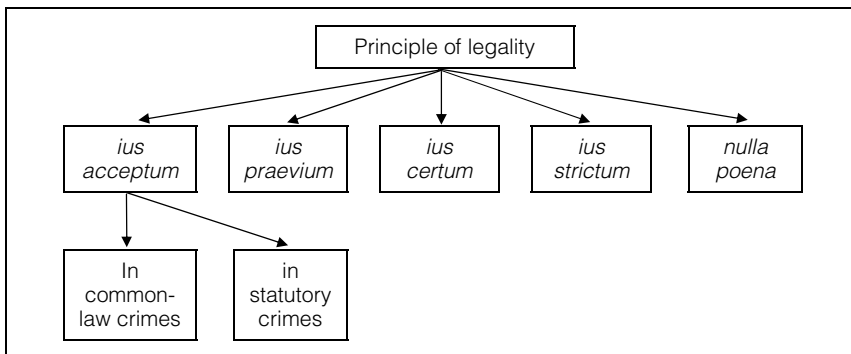 Principle of legality
ius
acceptum
ius
praevium
ius
certum
ius
strictum
nulla
poena
In
common-
law crimes
in
statutory
crimes